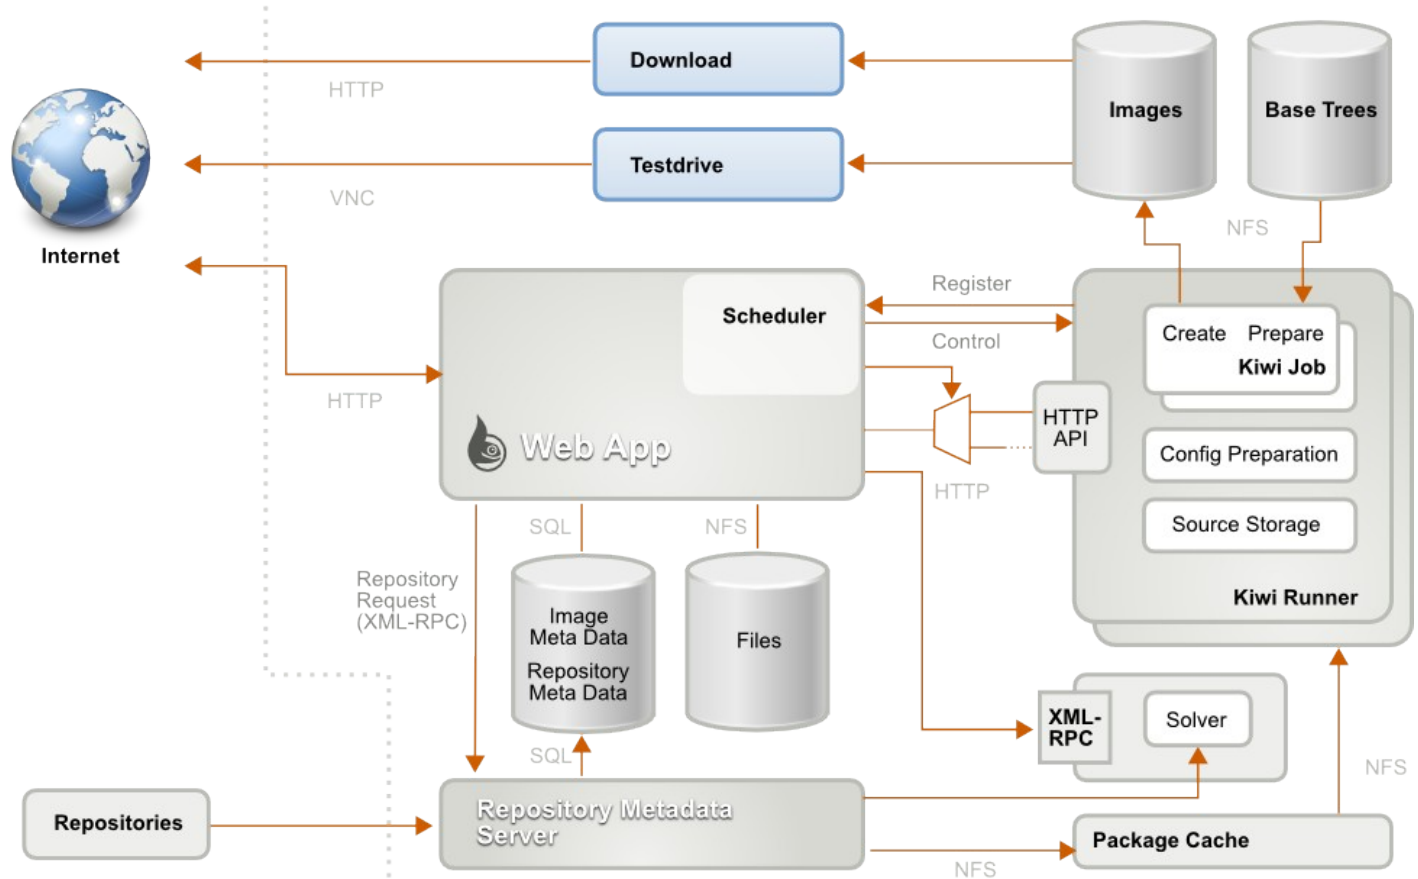 Download
HTTP
Images
Base Trees
Testdrive
VNC
Internet
NFS
Register
Scheduler
Control
Create Prepare
Kiwi Job
HTTP
HTTP
API
Web App
Config Preparation
HTTP
Source Storage
SQL
NFS
Repository
Request
(XML-RPC)
Image
Meta Data
Repository
Meta Data
Files
Kiwi Runner
XML-
RPC
Solver
SQL
NFS
Repositories
Repository Metadata
Server
Package Cache
NFS